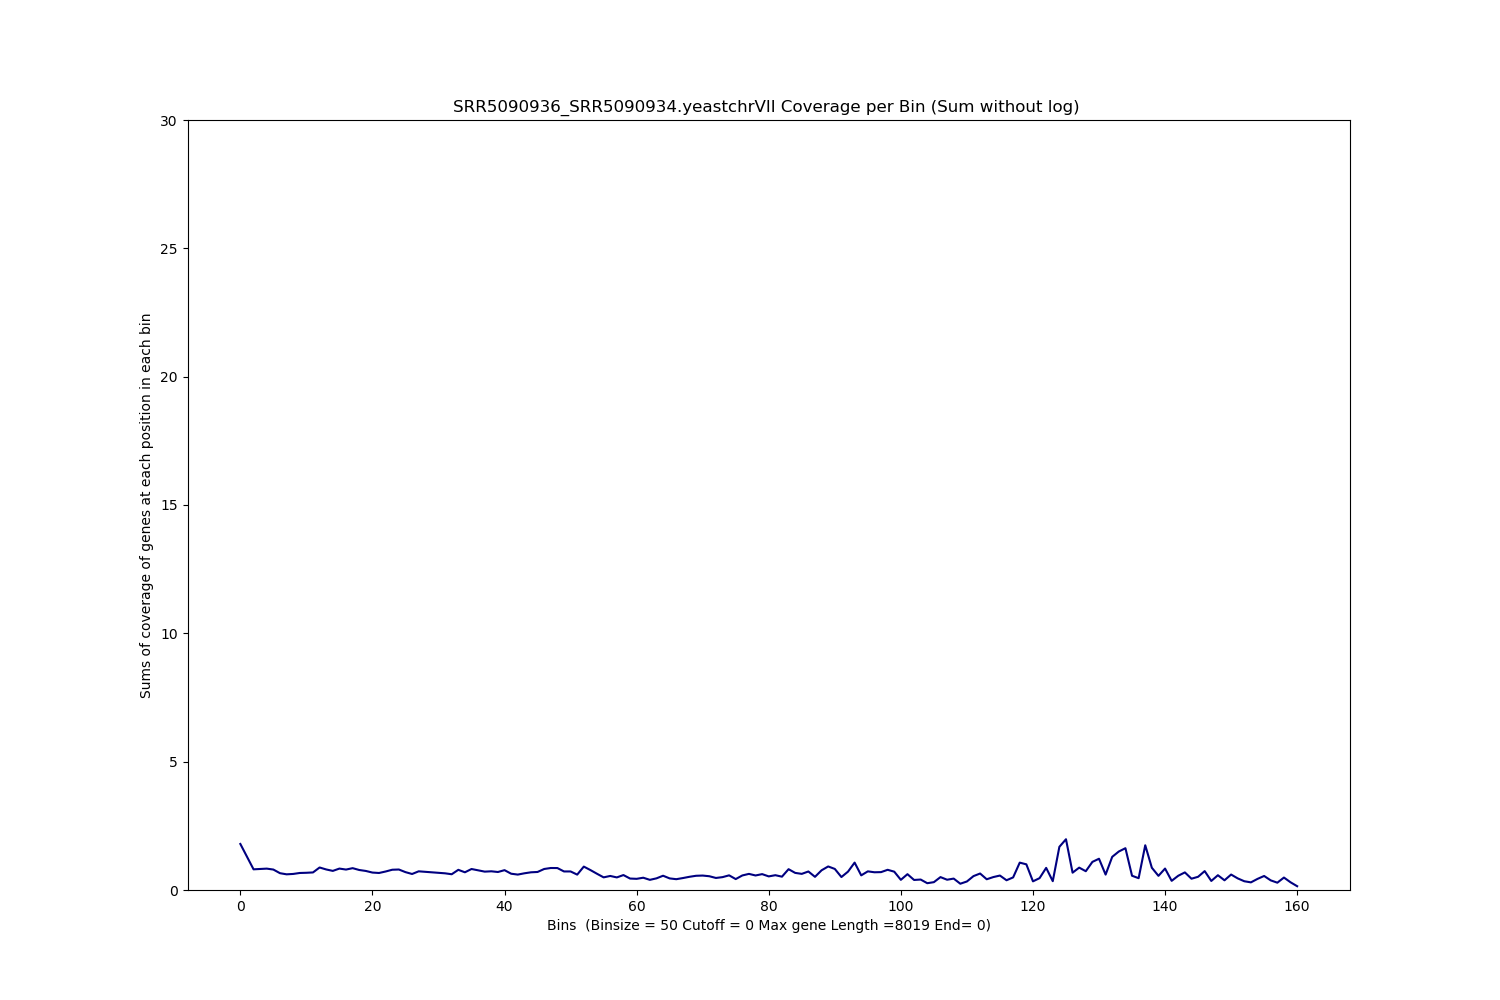 SRR5090936_SRR5090934.yeastchrVII Coverage per Bin (Sum without log)
30
25
20
15
10
5
0
Sums of coverage of genes at each position in each bin
0 20 40 60 80 100 120 140 160
Bins  (Binsize = 50 Cutoff = 0 Max gene Length =8019 End= 0)